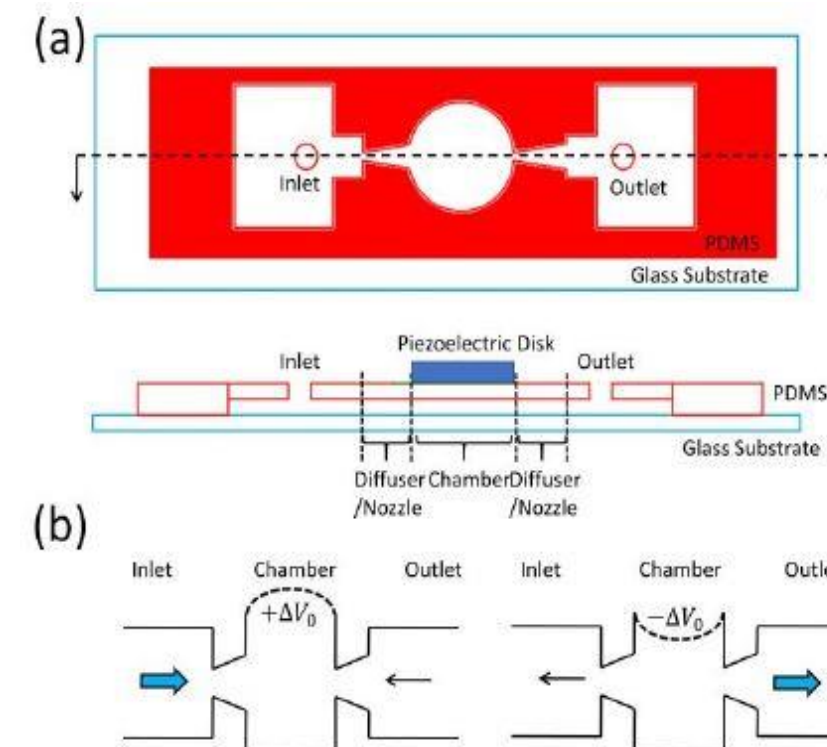 (a)
Inlet
Outlet
PDMS
Glass Substrate
Piezoelectric Disk
Inlet
Outlet
PDMS
Glass Substrate
Diffuser Chamber Diffuser
/Nozzle /Nozzle
(b)
Inlet Chamber Outlet Inlet Chamber Outle
+ΔV₀ −ΔV₀